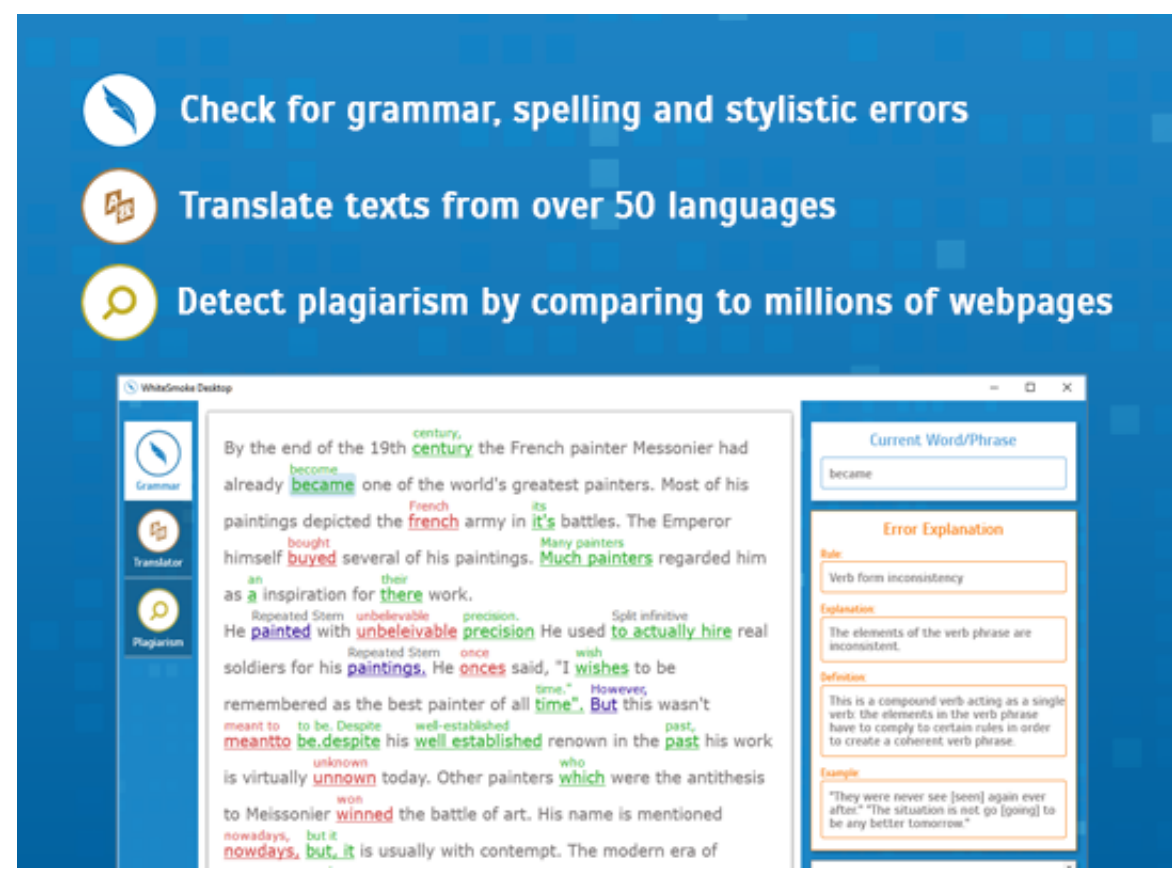 Check for grammar, spelling and stylistic errors
Translate texts from over 50 languages
Detect plagiarism by comparing to millions of webpages
WhiteSmoke Desktop
Grammar
Translator
Plagiarism
century,
By the end of the 19th century the French painter Messonier had
become
already became one of the world's greatest painters. Most of his
French its
paintings depicted the french army in it's battles. The Emperor
bought Many painters
himself buyed several of his paintings. Much painters regarded him
an their
as a inspiration for there work.
Repeated Stem unbelievable precision. Split infinitive
He painted with unbeleivable precision He used to actually hire real
Repeated Stem once wish
soldiers for his paintings. He onces said, "I wishes to be
time." However,
remembered as the best painter of all time". But this wasn't
meant to to be. Despite well-established past,
meantto be.despite his well established renown in the past his work
unknown who
is virtually unnown today. Other painters which were the antithesis
won
to Meissonier winned the battle of art. His name is mentioned
nowadays, but it
nowdays, but, it is usually with contempt. The modern era of
Current Word/Phrase
became
Error Explanation
Rule:
Verb form inconsistency
Explanation:
The elements of the verb phrase are
inconsistent.
Definition:
This is a compound verb acting as a single
verb: the elements in the verb phrase
have to comply to certain rules in order
to create a coherent verb phrase.
Example:
"They were never see [seen] again ever
after." "The situation is not go [going] to
be any better tomorrow."